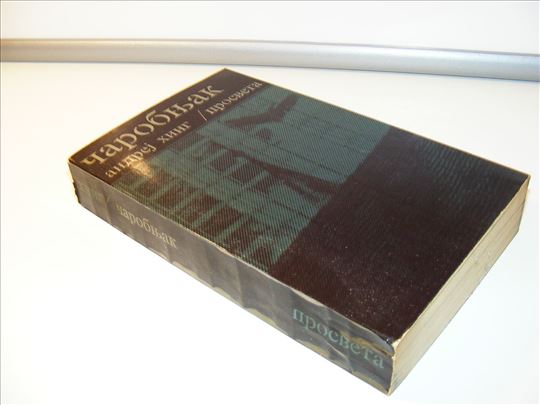 чаробњак
андреј хинг / просвета
чаробњак
просвета